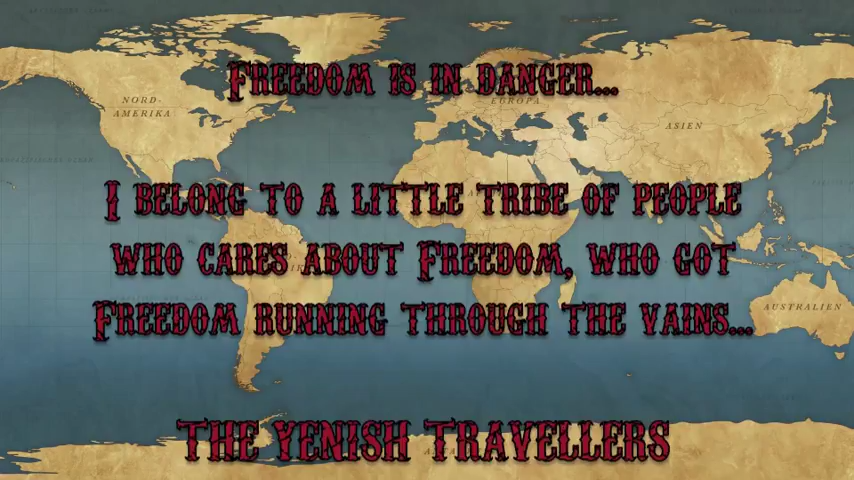 Freedom is in danger...
NORD-
AMERIKA
EUROPA
ASIEN
I belong to a little tribe of people
who cares about Freedom, who got
Freedom running through the vains...
AUSTRALIEN
The Yenish Travellers